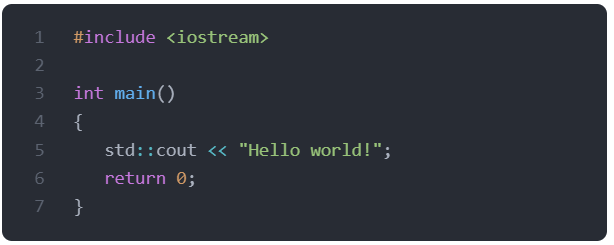 1 #include <iostream>
2
3 int main()
4 {
5    std::cout << "Hello world!";
6    return 0;
7 }